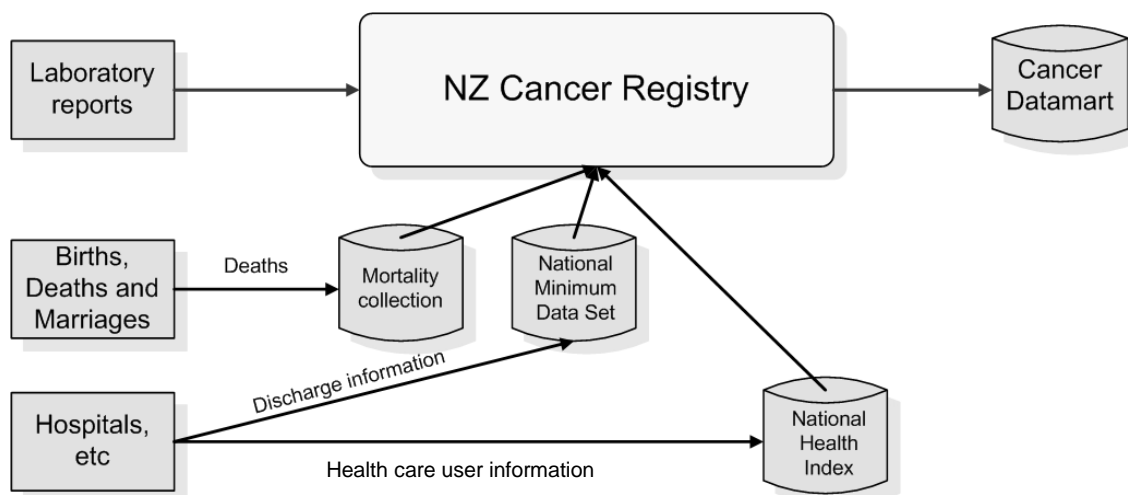 Laboratory
reports
NZ Cancer Registry
Cancer
Datamart
Births,
Deaths and
Marriages
Deaths
Mortality
collection
National
Minimum
Data Set
Discharge information
Hospitals,
etc
Health care user information
National
Health
Index